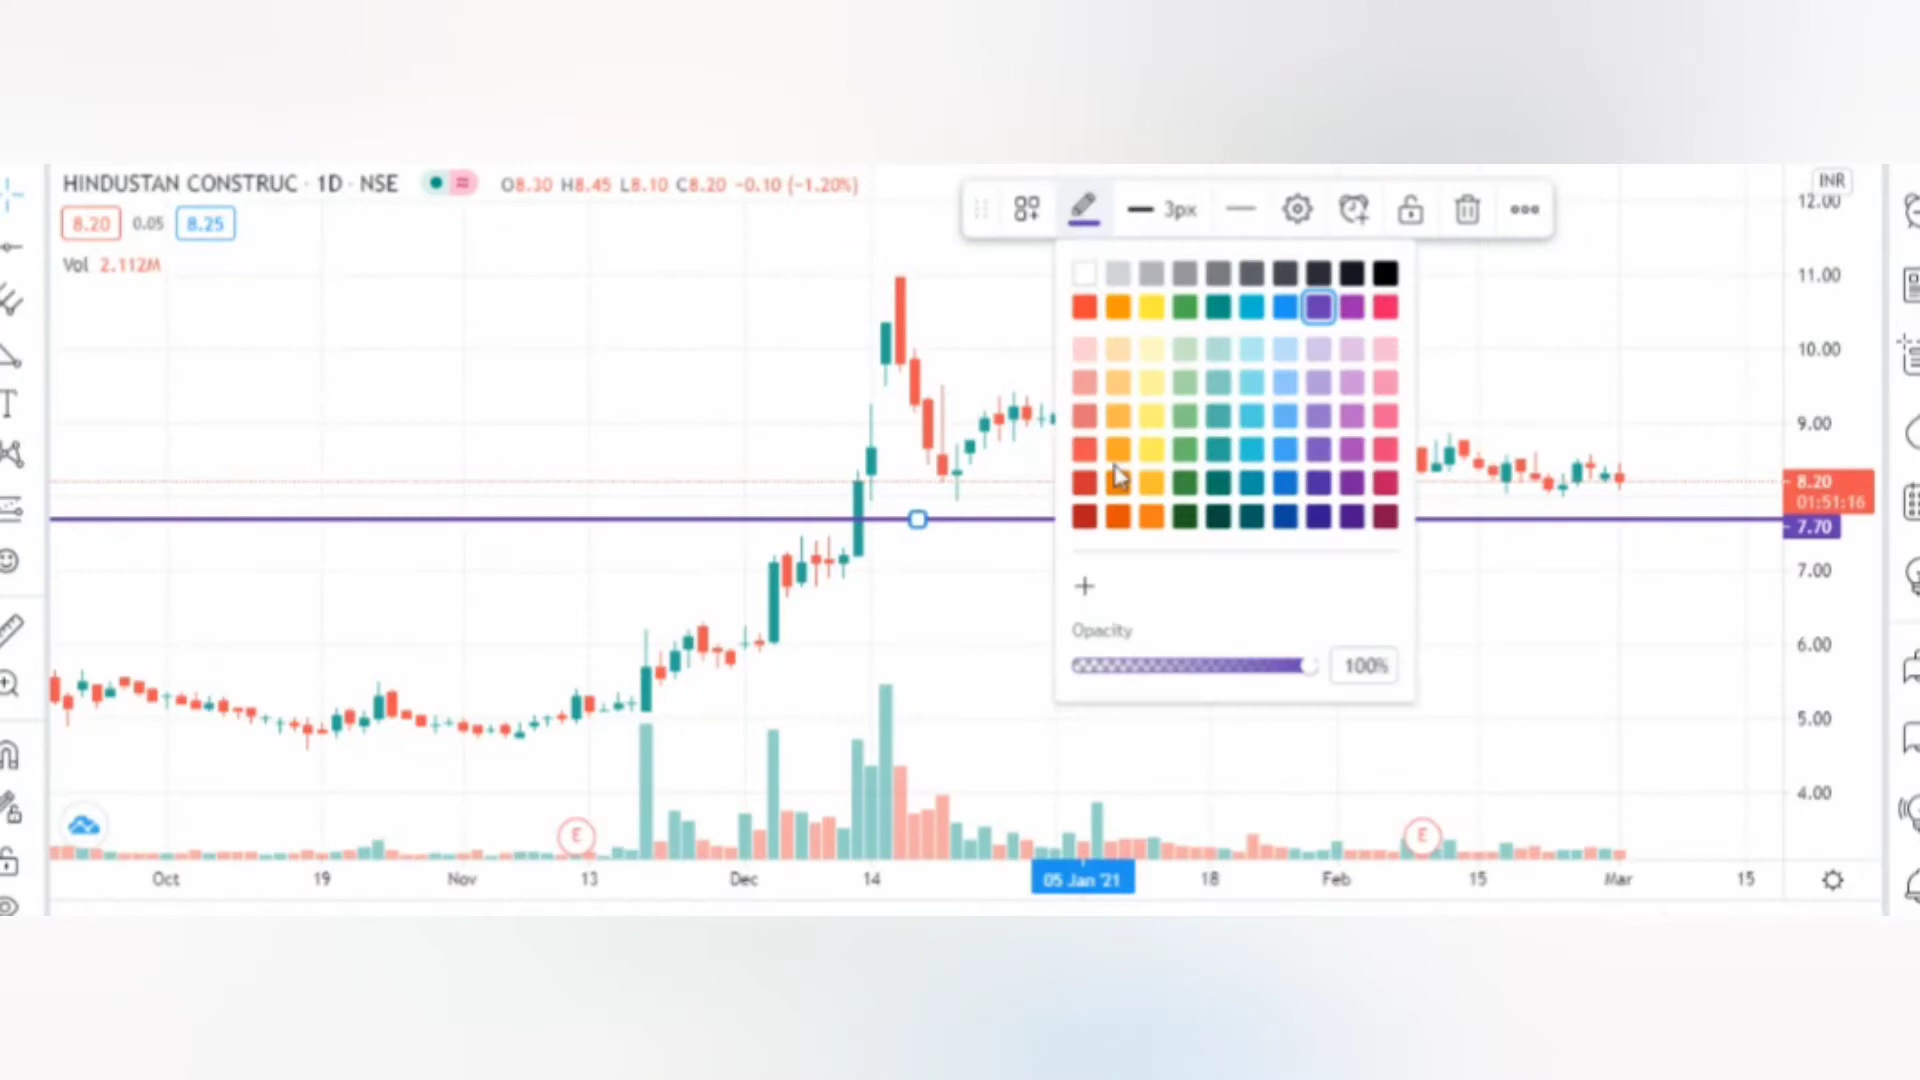 HINDUSTAN CONSTRUC · 1D · NSE
O8.30 H8.45 L8.10 C8.20 −0.10 (−1.20%)
8.20 0.05 8.25
Vol 2.112M
3px
INR
12.00
11.00
10.00
9.00
8.20
01:51:16
7.70
7.00
6.00
5.00
4.00
Opacity
100%
T
E
E
Oct 19 Nov 13 Dec 14 05 Jan '21 18 Feb 15 Mar 15